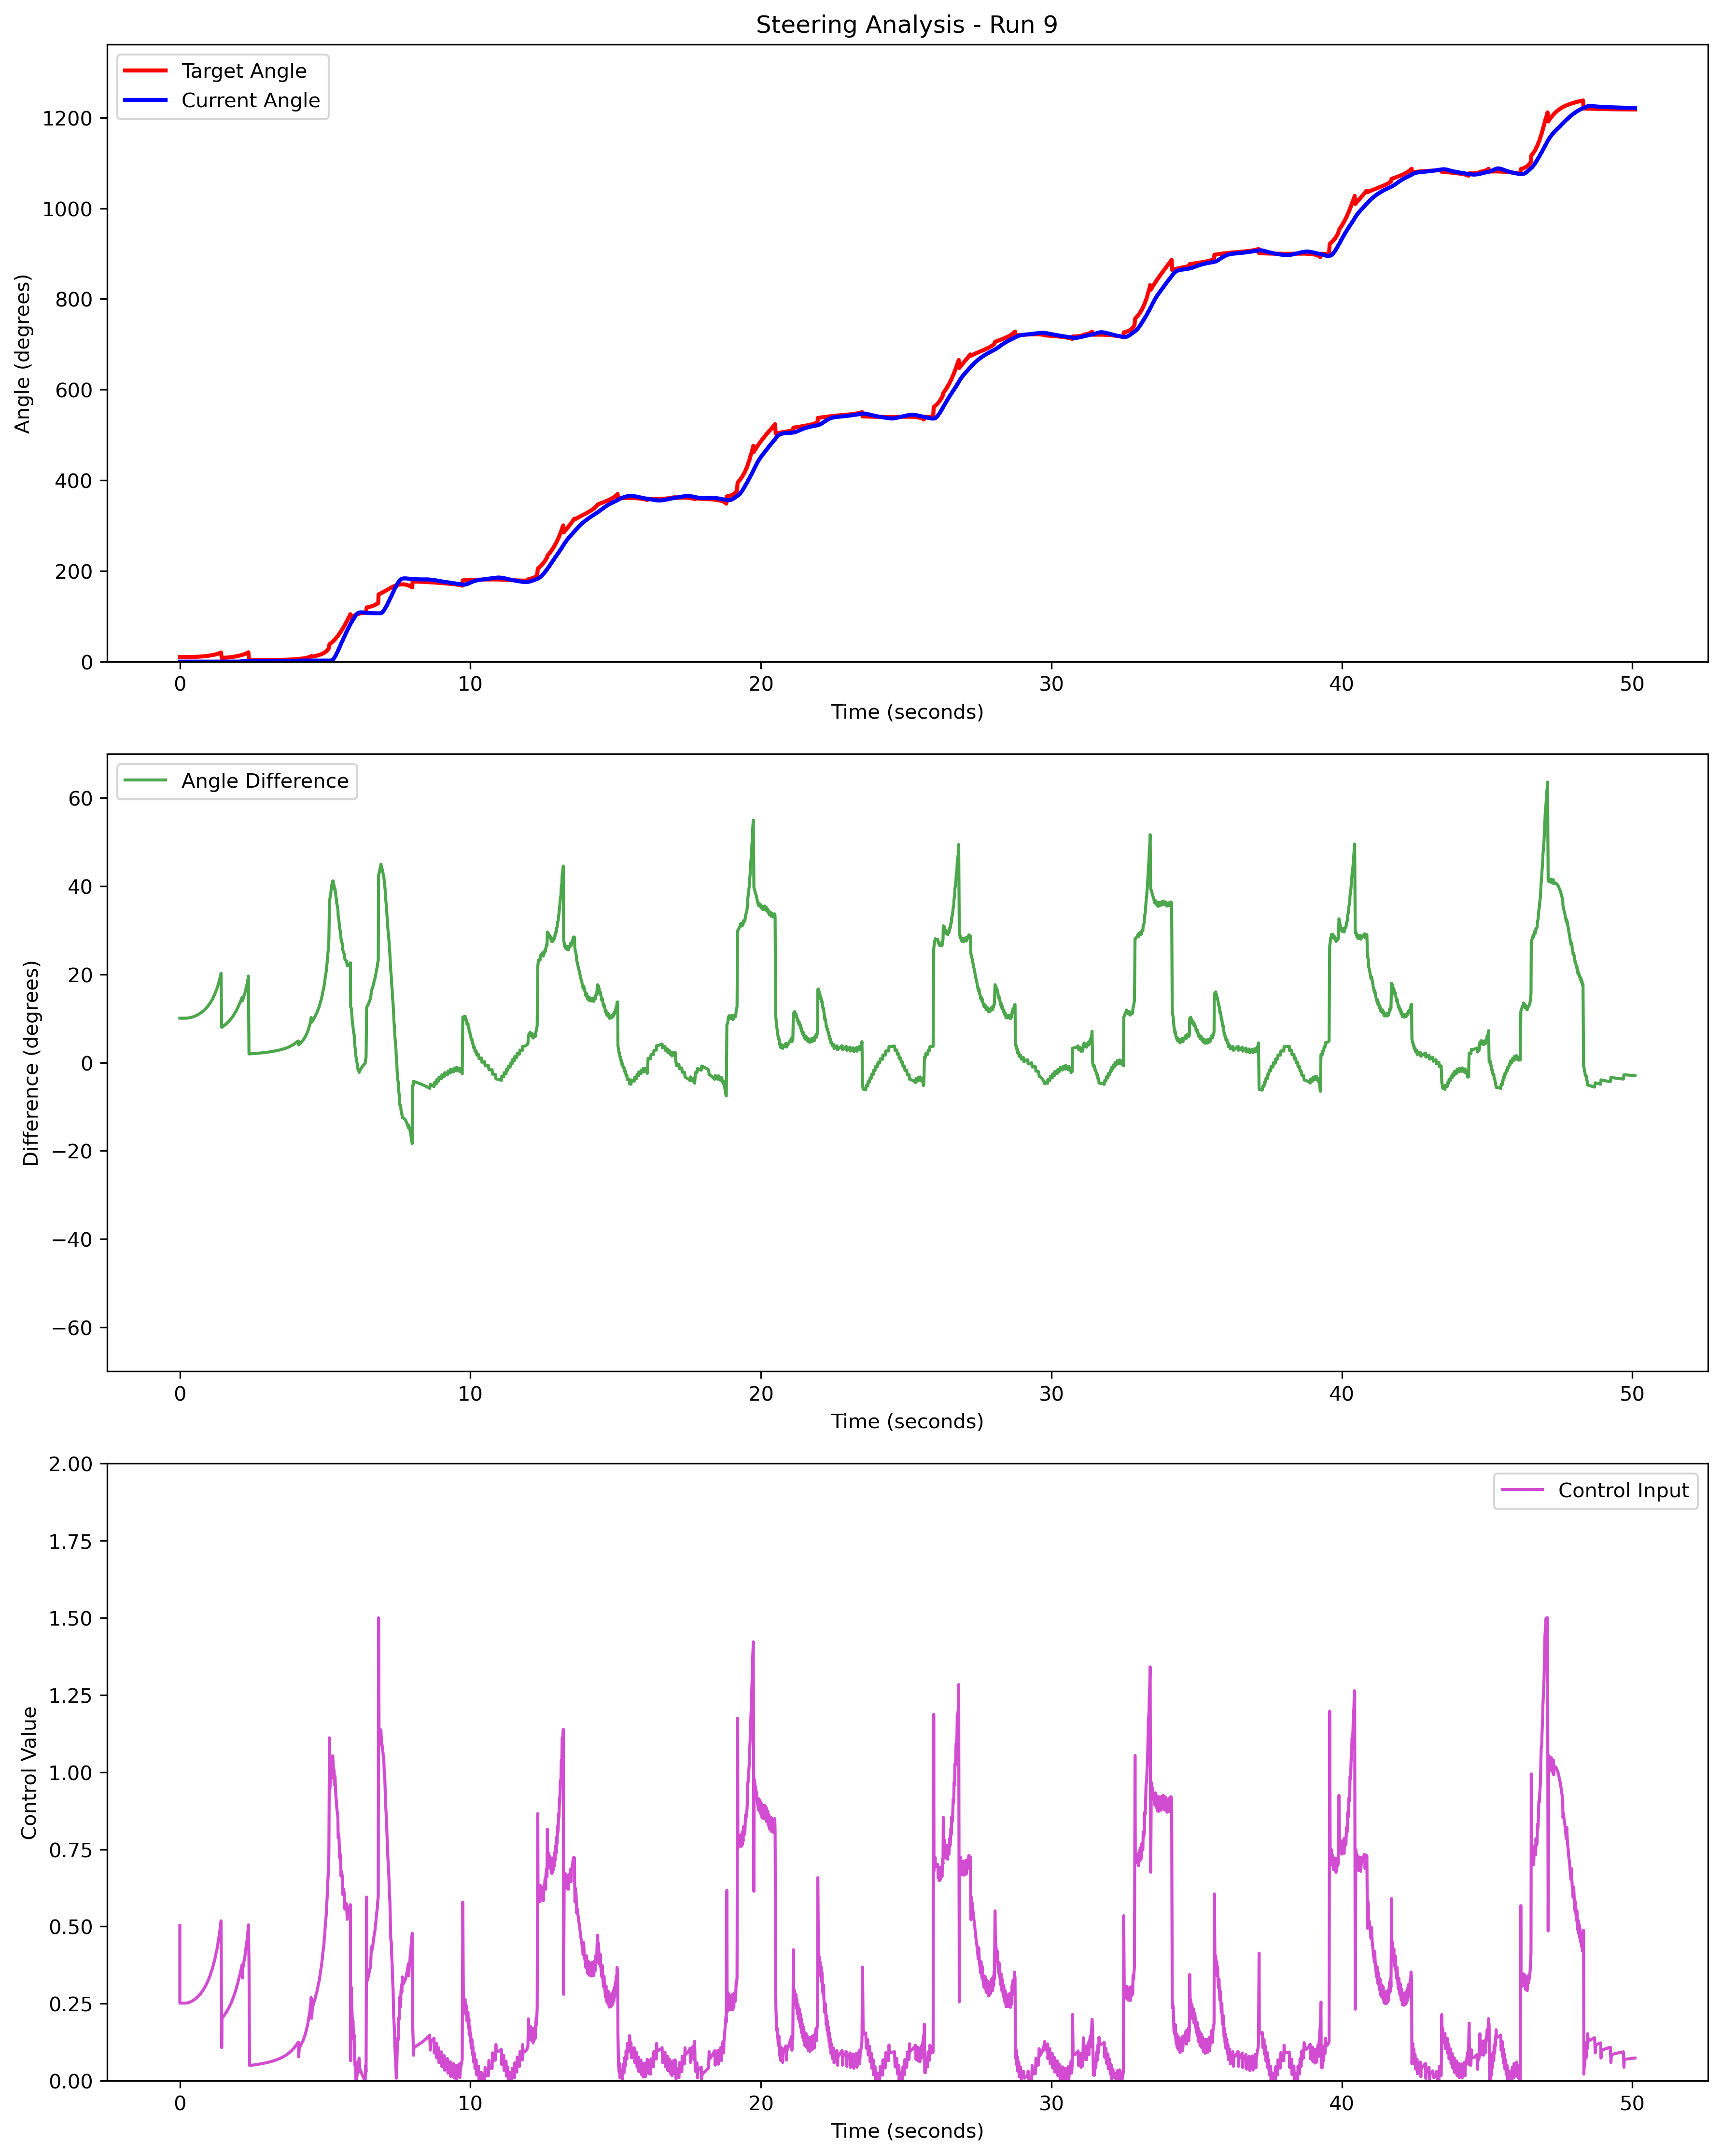 Steering Analysis - Run 9
Target Angle
Current Angle
Angle (degrees)
1200
1000
800
600
400
200
0
0 10 20 30 40 50
Time (seconds)
Angle Difference
Difference (degrees)
60
40
20
0
−20
−40
−60
0 10 20 30 40 50
Time (seconds)
Control Input
Control Value
2.00
1.75
1.50
1.25
1.00
0.75
0.50
0.25
0.00
0 10 20 30 40 50
Time (seconds)